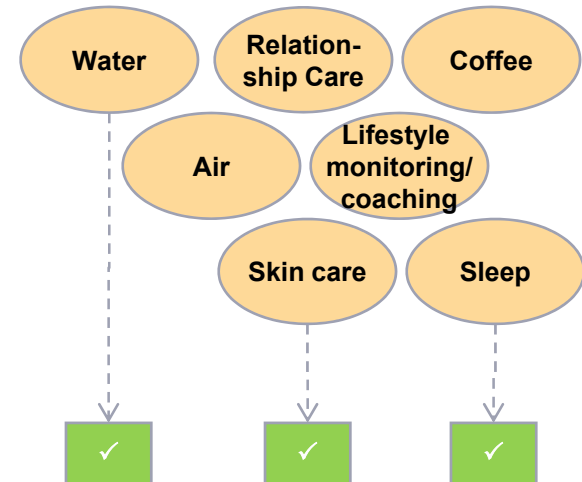 Water
Relation-
ship Care
Coffee
Air
Lifestyle
monitoring/
coaching
Skin care
Sleep
✓
✓
✓